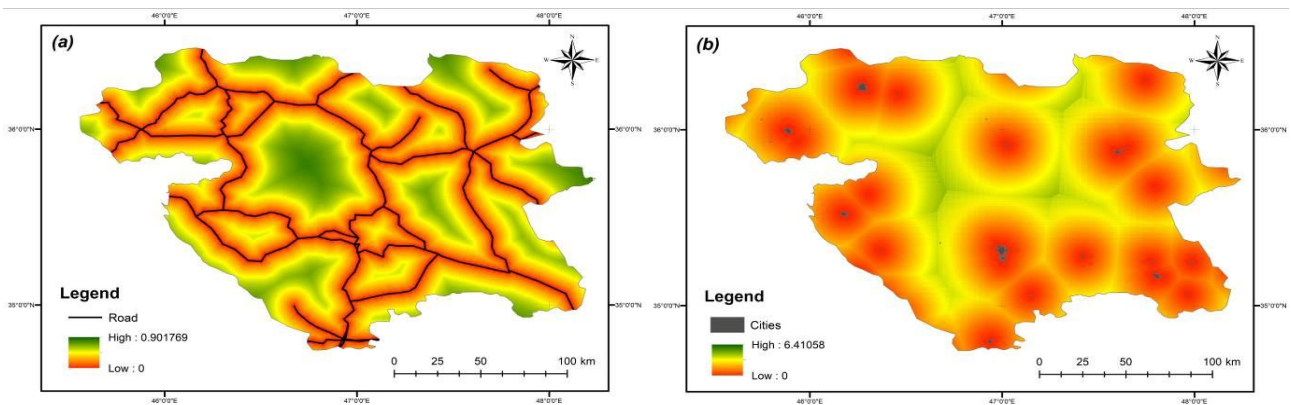 46°0'0"E 47°0'0"E 48°0'0"E
(a)
N
W E
S
36°0'0"N 36°0'0"N
35°0'0"N 35°0'0"N
Legend
Road
High : 0.901769
Low : 0
0 25 50 100 km
46°0'0"E 47°0'0"E 48°0'0"E
46°0'0"E 47°0'0"E 48°0'0"E
(b)
N
W E
S
36°0'0"N 36°0'0"N
35°0'0"N 35°0'0"N
Legend
Cities
High : 6.41058
Low : 0
0 25 50 100 km
46°0'0"E 47°0'0"E 48°0'0"E